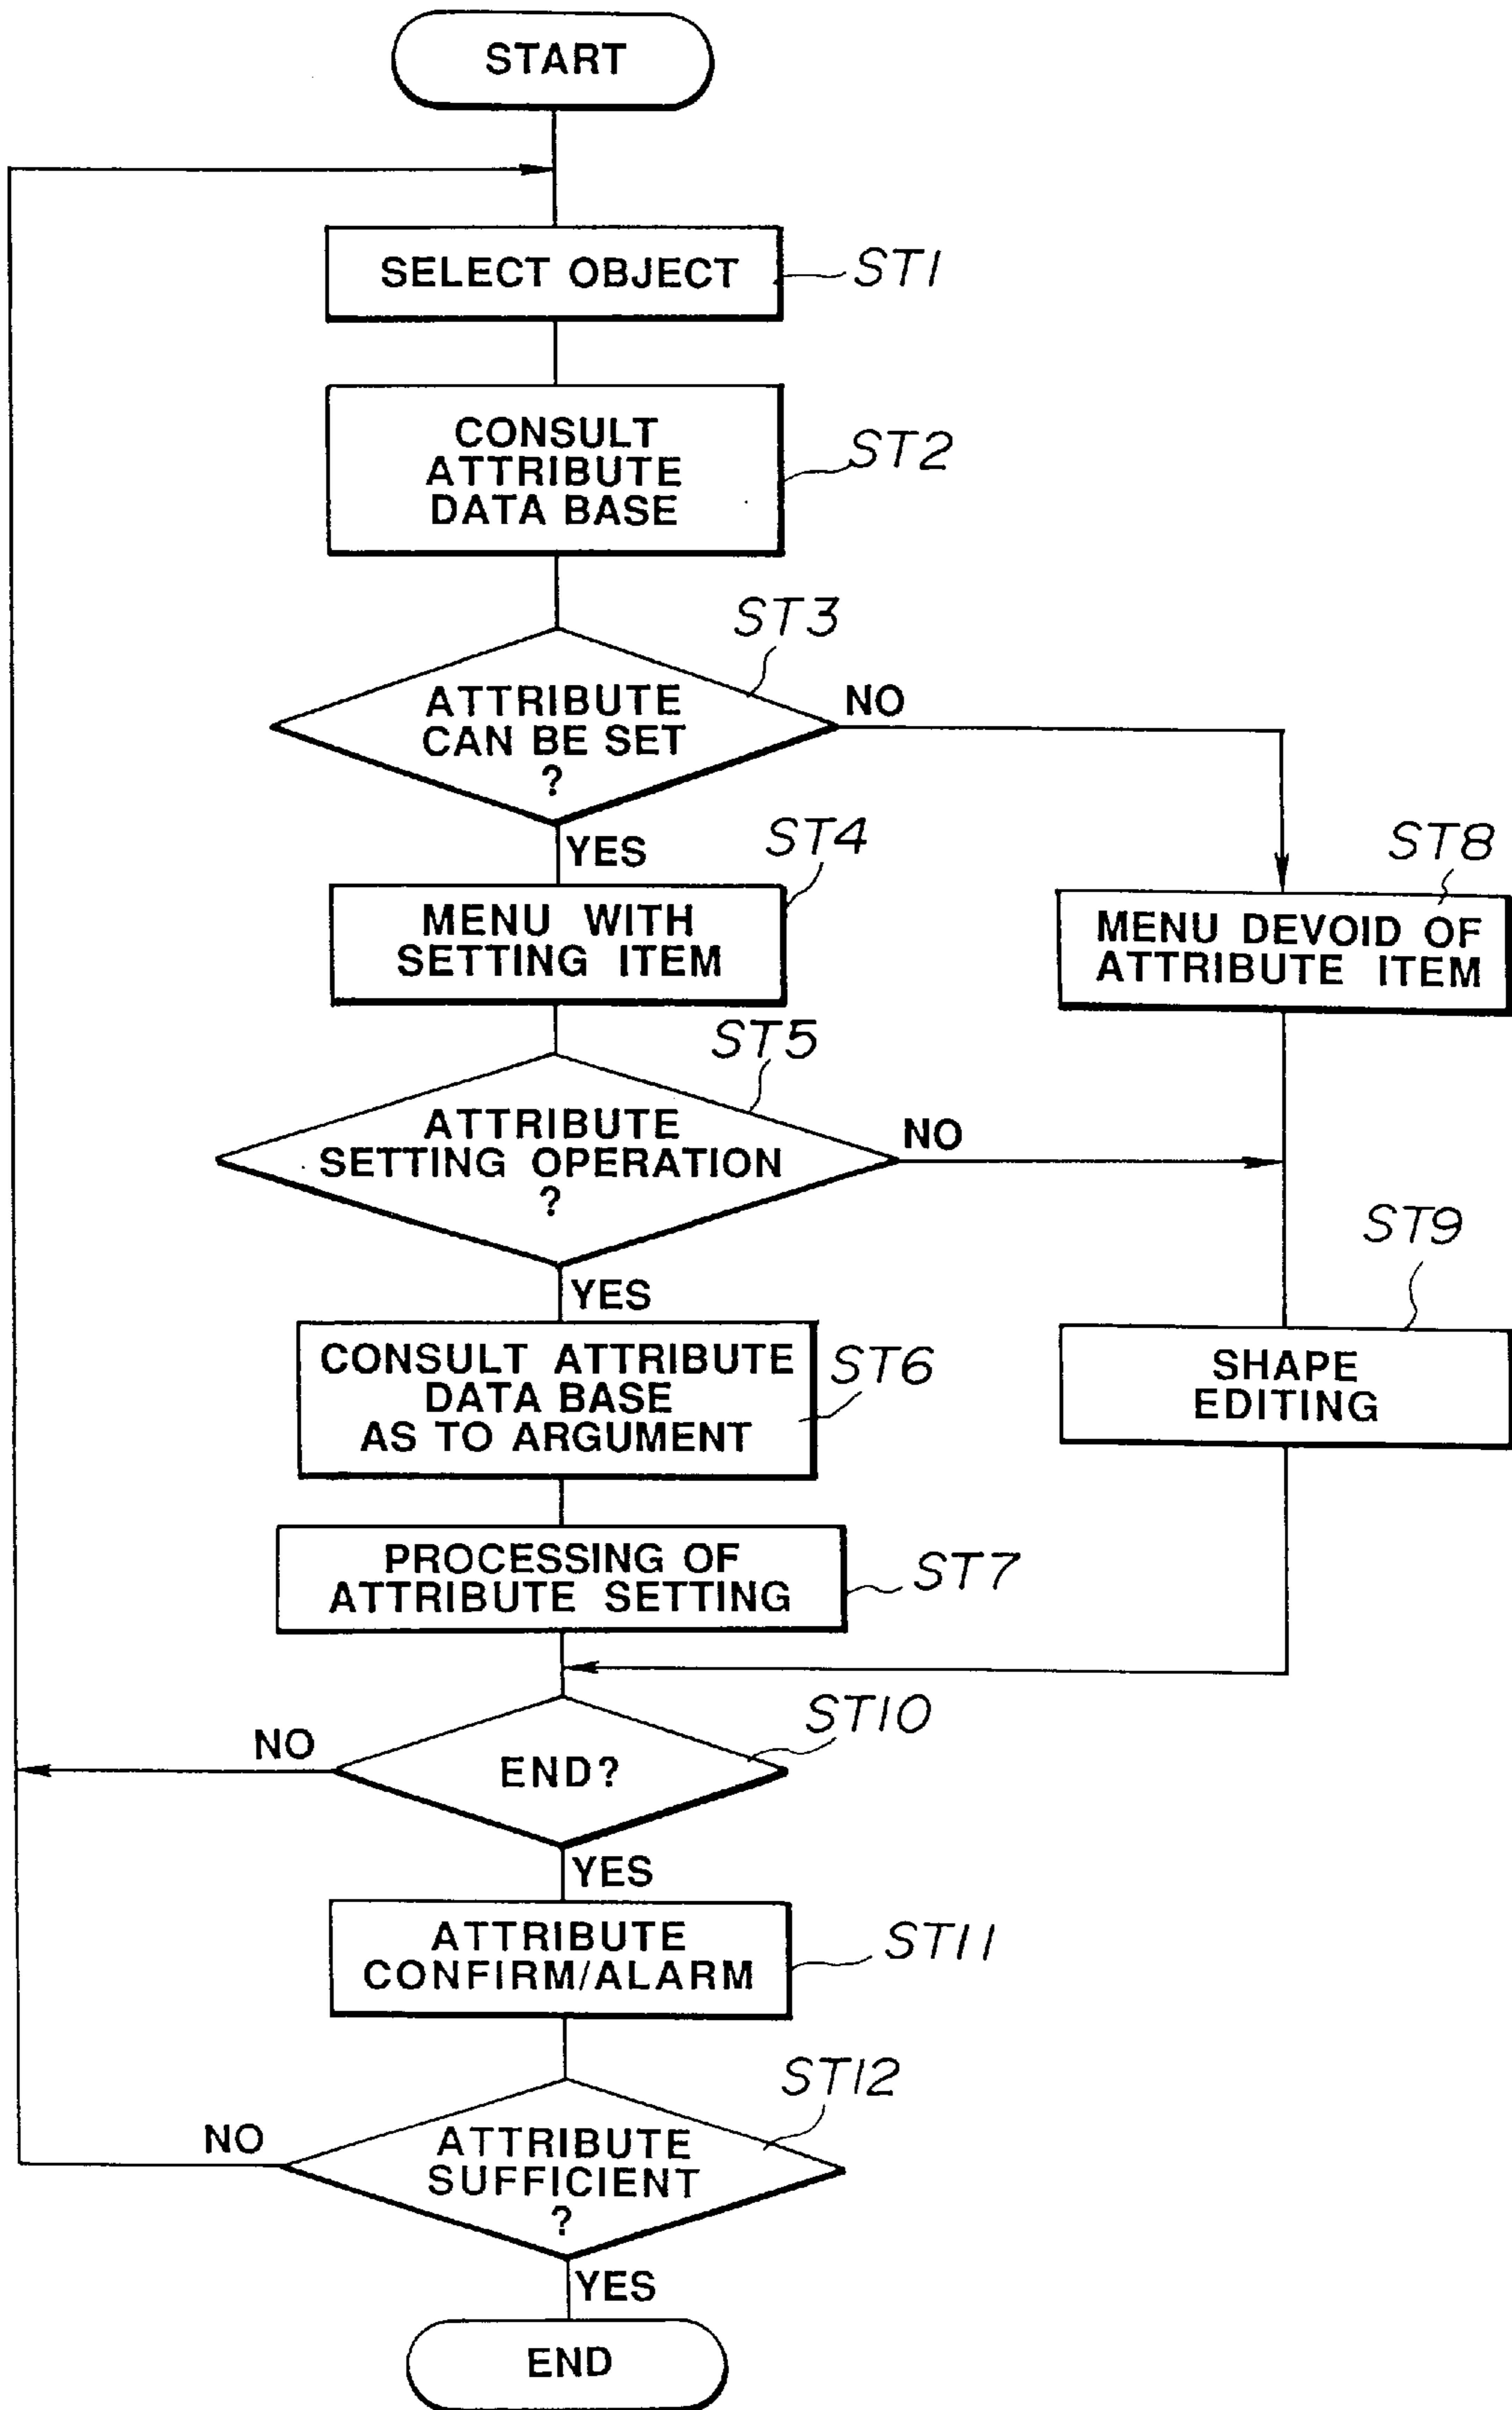 START
SELECT OBJECT
ST1
CONSULT
ATTRIBUTE
DATA BASE
ST2
ST3
ATTRIBUTE
CAN BE SET
?
NO
YES
ST4
MENU WITH
SETTING ITEM
ST8
MENU DEVOID OF
ATTRIBUTE ITEM
ST5
ATTRIBUTE
SETTING OPERATION
?
NO
YES
ST9
SHAPE
EDITING
CONSULT ATTRIBUTE
DATA BASE
AS TO ARGUMENT
ST6
PROCESSING OF
ATTRIBUTE SETTING
ST7
ST10
NO
END?
YES
ATTRIBUTE
CONFIRM/ALARM
ST11
ST12
NO
ATTRIBUTE
SUFFICIENT
?
YES
END